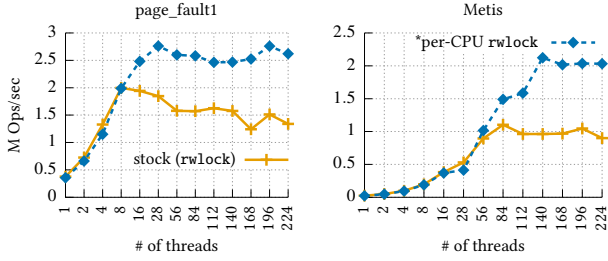 page_fault1
M Ops/sec
3
2.5
2
1.5
1
0.5
0
stock (rwlock)
1 2 4 8 16 28 56 84 112 140 168 196 224
# of threads
Metis
2.5
2
1.5
1
0.5
0
*per-CPU rwlock
1 2 4 8 16 28 56 84 112 140 168 196 224
# of threads